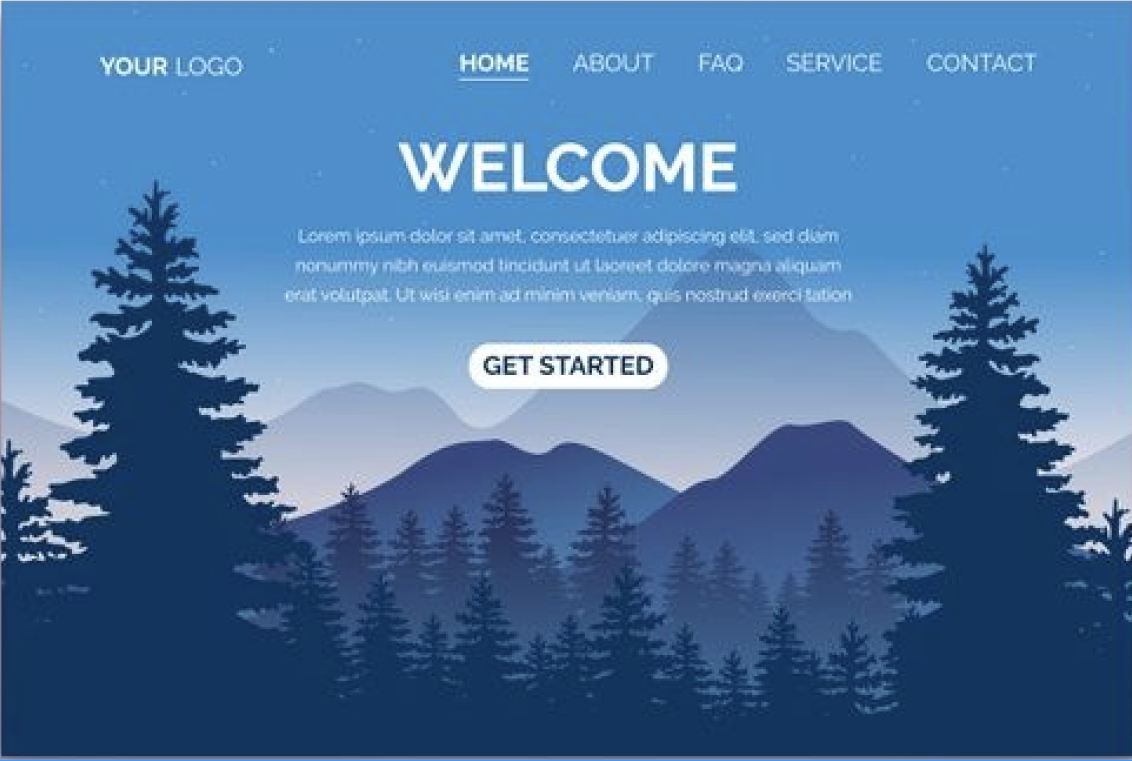 YOUR LOGO
HOME ABOUT FAQ SERVICE CONTACT
WELCOME
Lorem ipsum dolor sit amet, consectetuer adipiscing elit, sed diam
nonummy nibh euismod tincidunt ut laoreet dolore magna aliquam
erat volutpat. Ut wisi enim ad minim veniam, quis nostrud exerci tation
GET STARTED